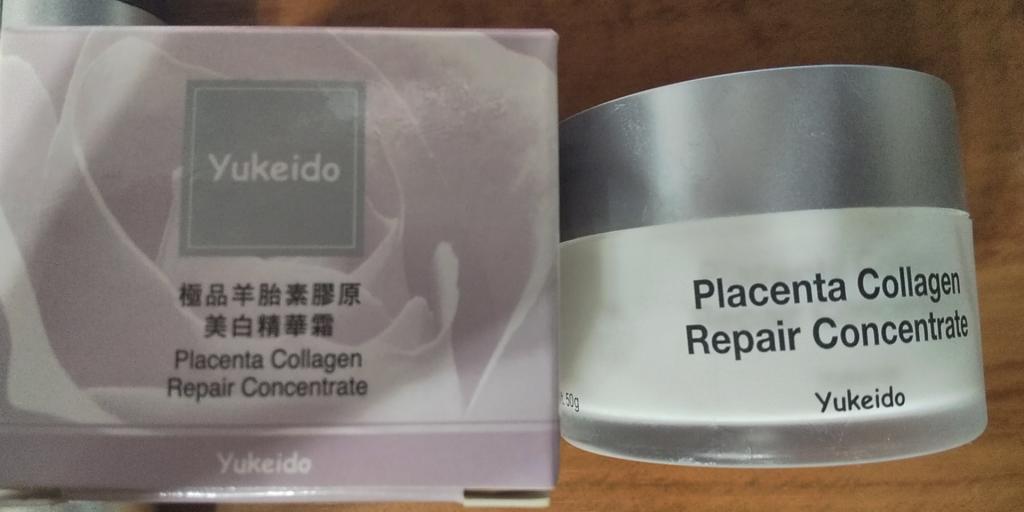 Yukeido
極品羊胎素膠原
美白精華霜
Placenta Collagen
Repair Concentrate
Yukeido
Placenta Collagen
Repair Concentrate
50g
Yukeido